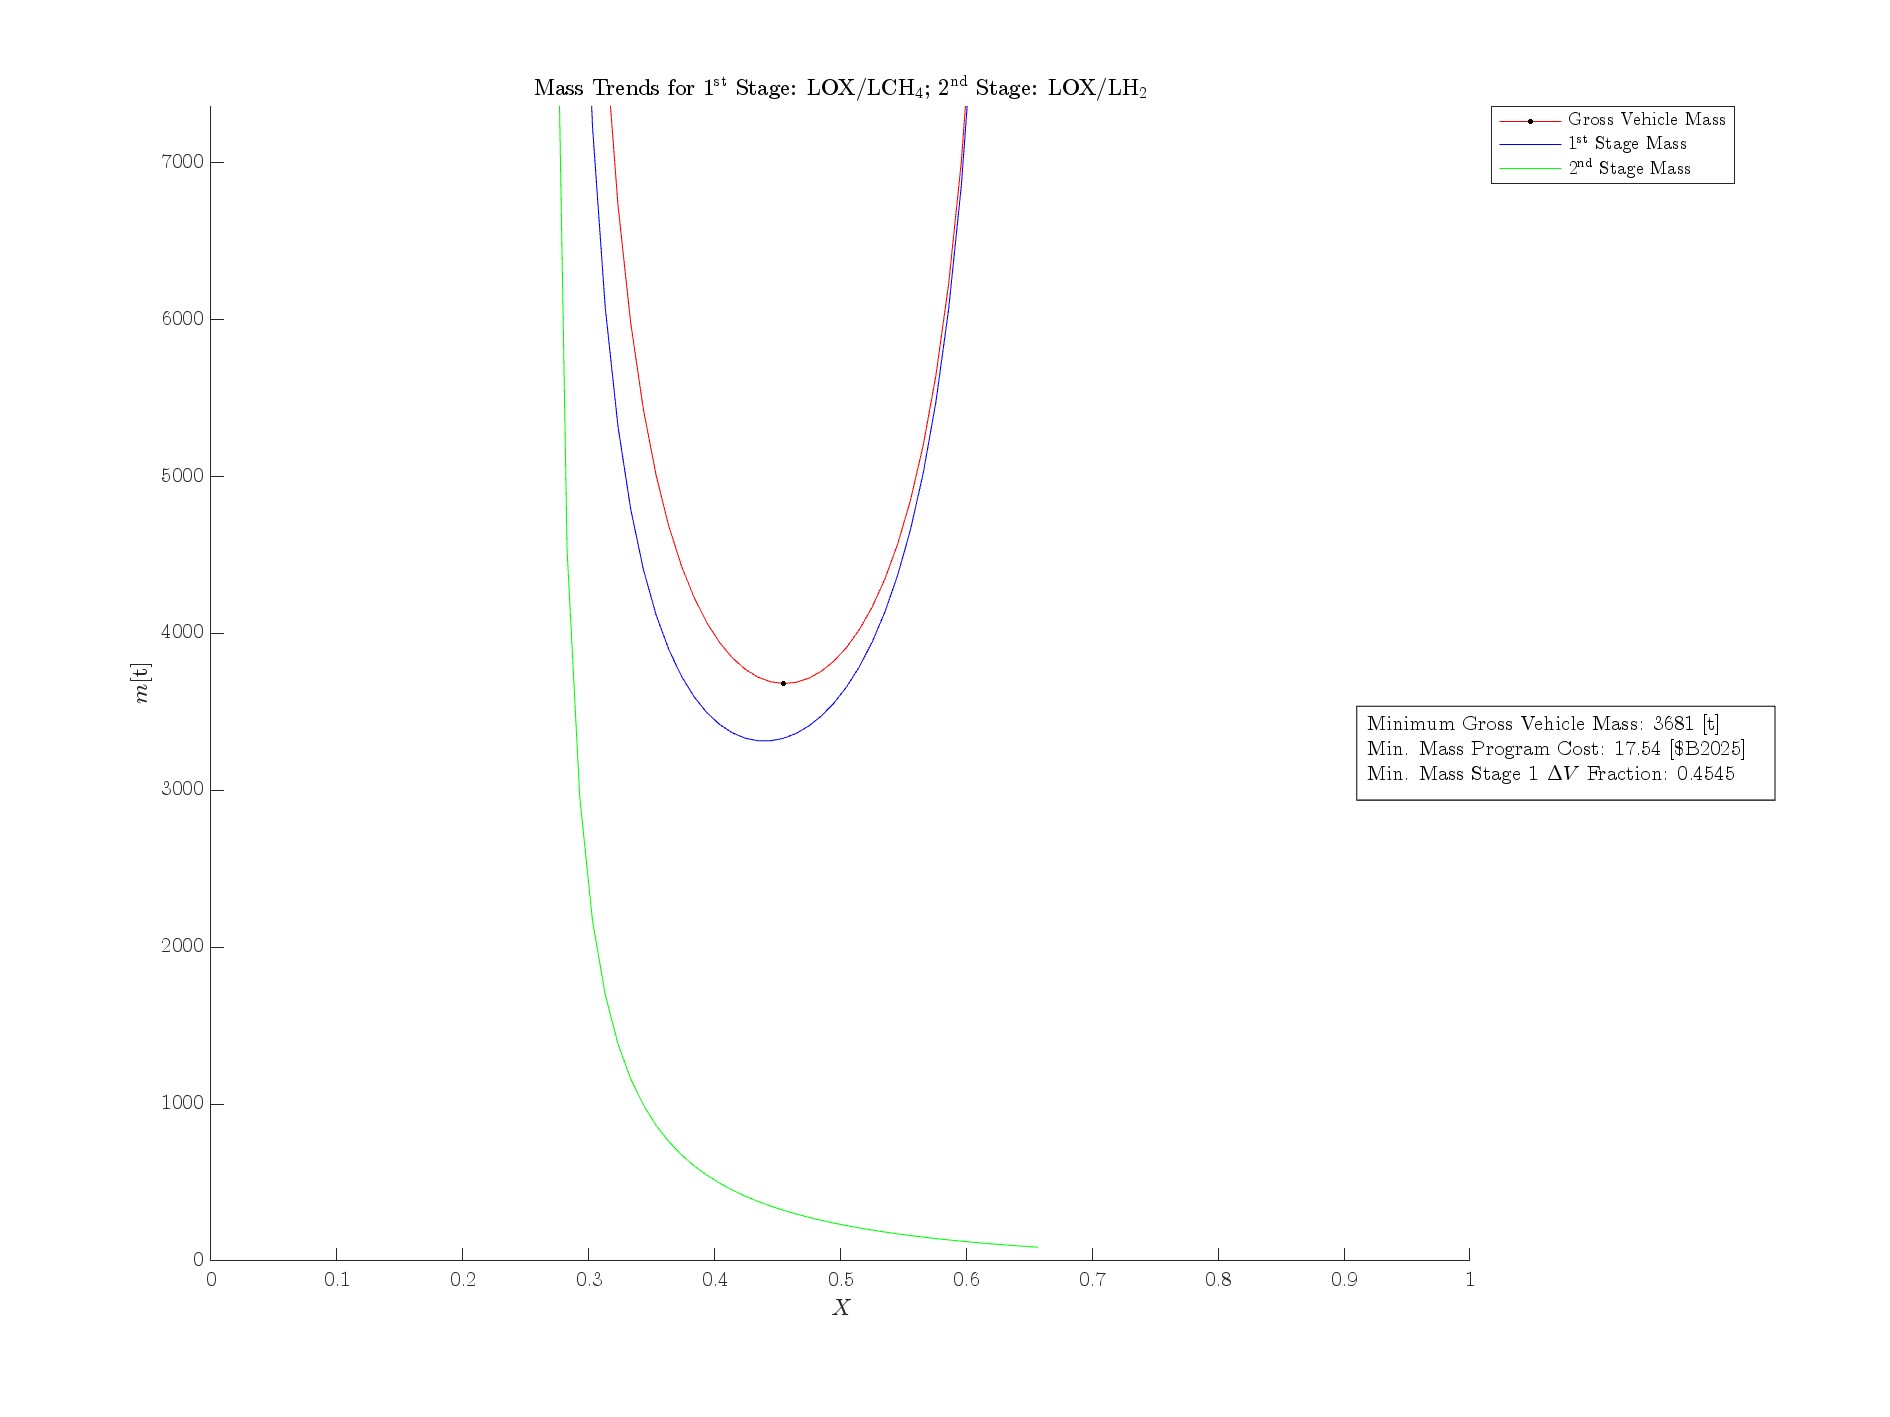 Mass Trends for 1st Stage: LOX/LCH4; 2nd Stage: LOX/LH2
Gross Vehicle Mass
1st Stage Mass
2nd Stage Mass
7000
6000
5000
4000
3000
2000
1000
0
m[t]
Minimum Gross Vehicle Mass: 3681 [t]
Min. Mass Program Cost: 17.54 [$B2025]
Min. Mass Stage 1 ΔV Fraction: 0.4545
0 0.1 0.2 0.3 0.4 0.5 0.6 0.7 0.8 0.9 1
X